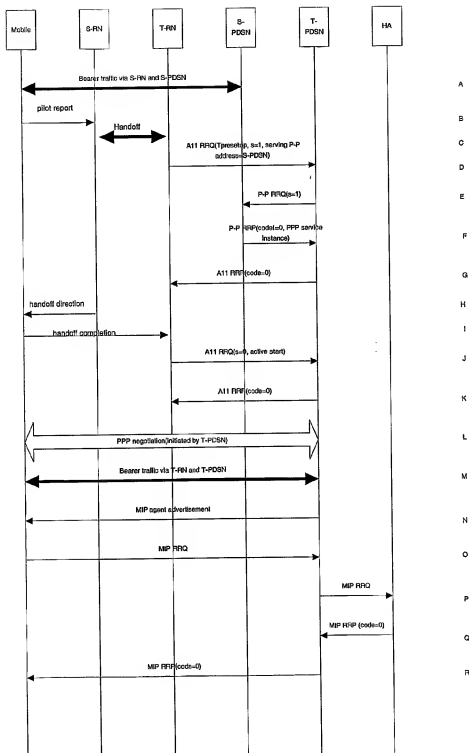 Mobile
S-RN
T-RN
S-
PDSN
T-
PDSN
HA
Bearer traffic via S-RN and S-PDSN
A
pilot report
B
Handoff
C
A11 RRQ(Tpresetup, s=1, serving P-P
address=S-PDSN)
D
P-P RRQ(s=1)
E
P-P RRP(code!=0, PPP service
instance)
F
A11 RRP(code=0)
G
handoff direction
H
handoff completion
I
A11 RRQ(s=0, active start)
J
A11 RRP(code=0)
K
PPP negotiation(initiated by T-PDSN)
L
Bearer traffic via T-RN and T-PDSN
M
MIP agent advertisement
N
MIP RRQ
O
MIP RRQ
P
MIP RRP (code=0)
Q
MIP RRP(code=0)
R